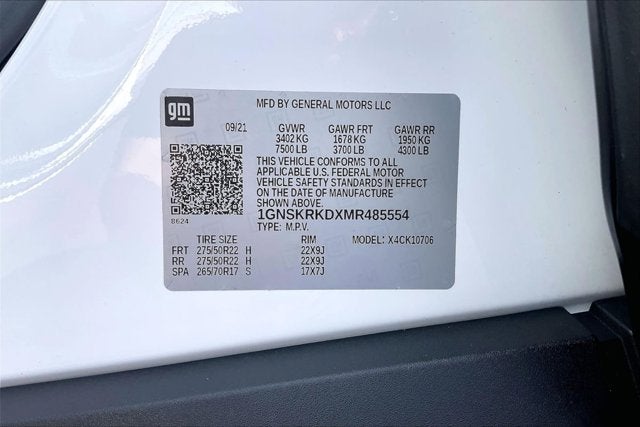 gm
MFD BY GENERAL MOTORS LLC
09/21 GVWR GAWR FRT GAWR RR
3402 KG 1678 KG 1950 KG
7500 LB 3700 LB 4300 LB
THIS VEHICLE CONFORMS TO ALL
APPLICABLE U.S. FEDERAL MOTOR
VEHICLE SAFETY STANDARDS IN EFFECT
ON THE DATE OF MANUFACTURE
SHOWN ABOVE.
8624 1GNSKRKDXMR485554
TYPE: M.P.V.
TIRE SIZE RIM MODEL: X4CK10706
FRT 275/50R22 H 22X9J
RR 275/50R22 H 22X9J
SPA 265/70R17 S 17X7J